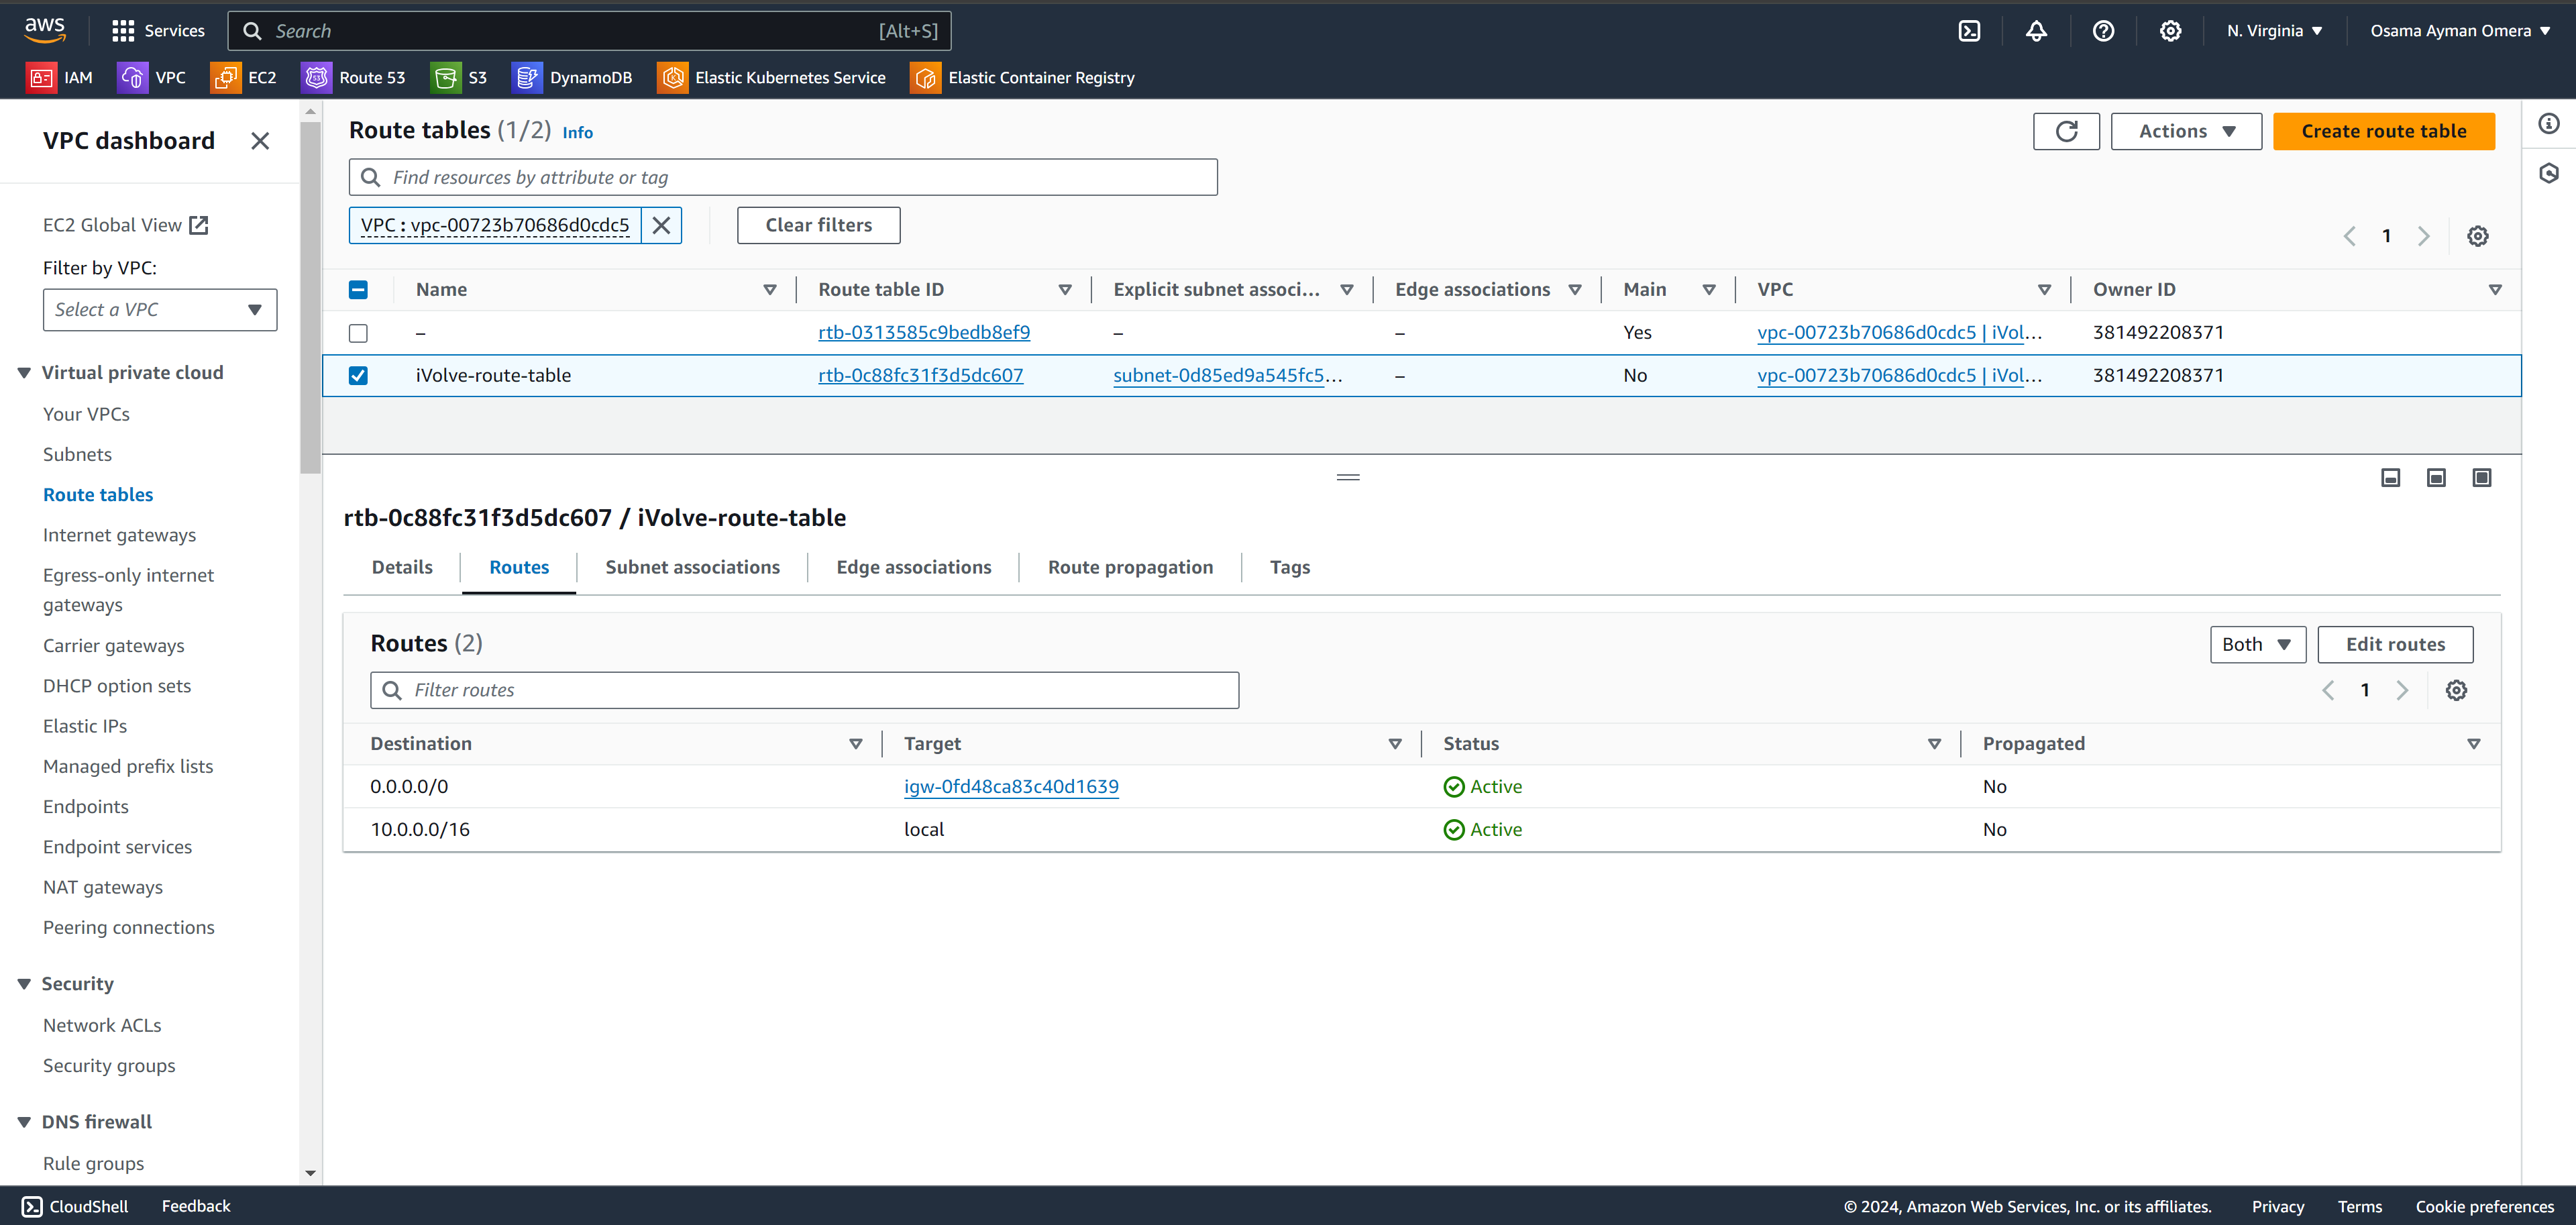 aws
Services
Search
[Alt+S]
N. Virginia
Osama Ayman Omera
IAM
VPC
EC2
Route 53
S3
DynamoDB
Elastic Kubernetes Service
Elastic Container Registry
VPC dashboard
EC2 Global View
Filter by VPC:
Select a VPC
Virtual private cloud
Your VPCs
Subnets
Route tables
Internet gateways
Egress-only internet
gateways
Carrier gateways
DHCP option sets
Elastic IPs
Managed prefix lists
Endpoints
Endpoint services
NAT gateways
Peering connections
Security
Network ACLs
Security groups
DNS firewall
Rule groups
Route tables (1/2) Info
Actions
Create route table
Find resources by attribute or tag
VPC : vpc-00723b70686d0cdc5
Clear filters
1
Name Route table ID Explicit subnet associ... Edge associations Main VPC Owner ID
– rtb-0313585c9bedb8ef9 – – Yes vpc-00723b70686d0cdc5 | iVol... 381492208371
iVolve-route-table rtb-0c88fc31f3d5dc607 subnet-0d85ed9a545fc5... – No vpc-00723b70686d0cdc5 | iVol... 381492208371
rtb-0c88fc31f3d5dc607 / iVolve-route-table
Details Routes Subnet associations Edge associations Route propagation Tags
Routes (2)
Both
Edit routes
Filter routes
1
Destination Target Status Propagated
0.0.0.0/0 igw-0fd48ca83c40d1639 Active No
10.0.0.0/16 local Active No
CloudShell
Feedback
© 2024, Amazon Web Services, Inc. or its affiliates.
Privacy
Terms
Cookie preferences